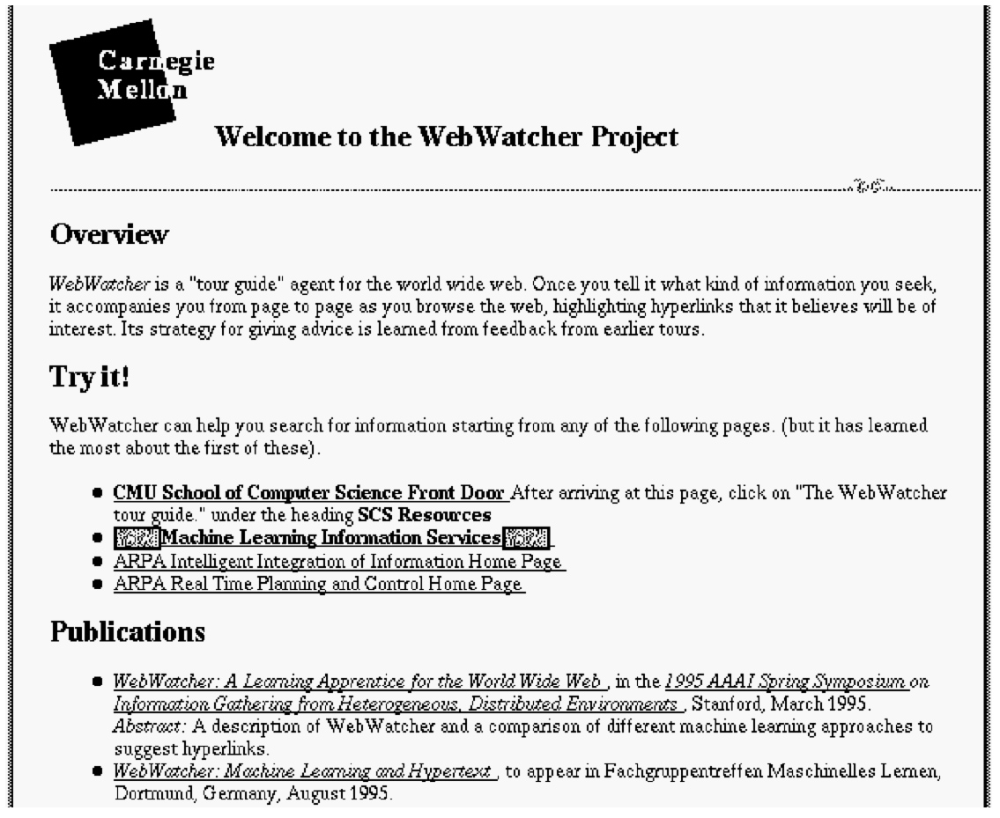 Carnegie
Mellon
Welcome to the WebWatcher Project
Overview
WebWatcher is a "tour guide" agent for the world wide web. Once you tell it what kind of information you seek,
it accompanies you from page to page as you browse the web, highlighting hyperlinks that it believes will be of
interest. Its strategy for giving advice is learned from feedback from earlier tours.
Try it!
WebWatcher can help you search for information starting from any of the following pages. (but it has learned
the most about the first of these).
CMU School of Computer Science Front Door After arriving at this page, click on "The WebWatcher
tour guide." under the heading SCS Resources
Machine Learning Information Services
ARPA Intelligent Integration of Information Home Page
ARPA Real Time Planning and Control Home Page
Publications
WebWatcher: A Learning Apprentice for the World Wide Web , in the 1995 AAAI Spring Symposium on
Information Gathering from Heterogeneous, Distributed Environments , Stanford, March 1995.
Abstract: A description of WebWatcher and a comparison of different machine learning approaches to
suggest hyperlinks.
WebWatcher: Machine Learning and Hypertext , to appear in Fachgruppentreffen Maschinelles Lernen,
Dortmund, Germany, August 1995.